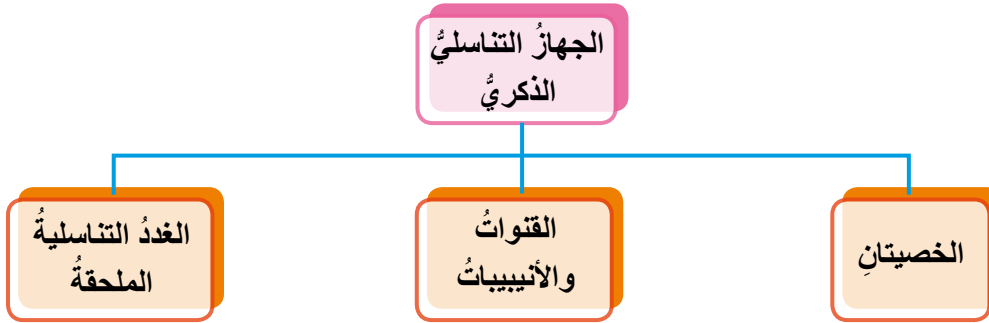 الجهازُ التناسليُّ
الذكريُّ
الخصيتانِ
القنواتُ
والأنيبيباتُ
الغددُ التناسليةُ
الملحقةُ